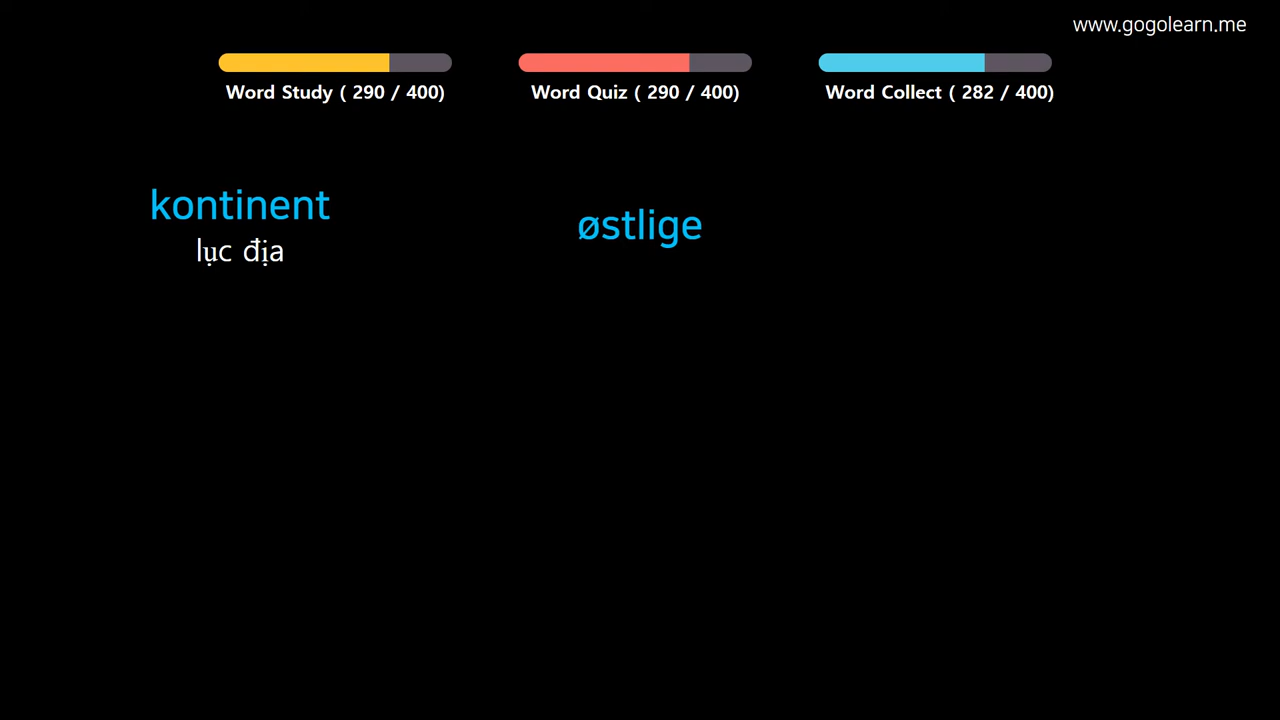 www.gogolearn.me
Word Study ( 290 / 400)
Word Quiz ( 290 / 400)
Word Collect ( 282 / 400)
kontinent
lục địa
østlige